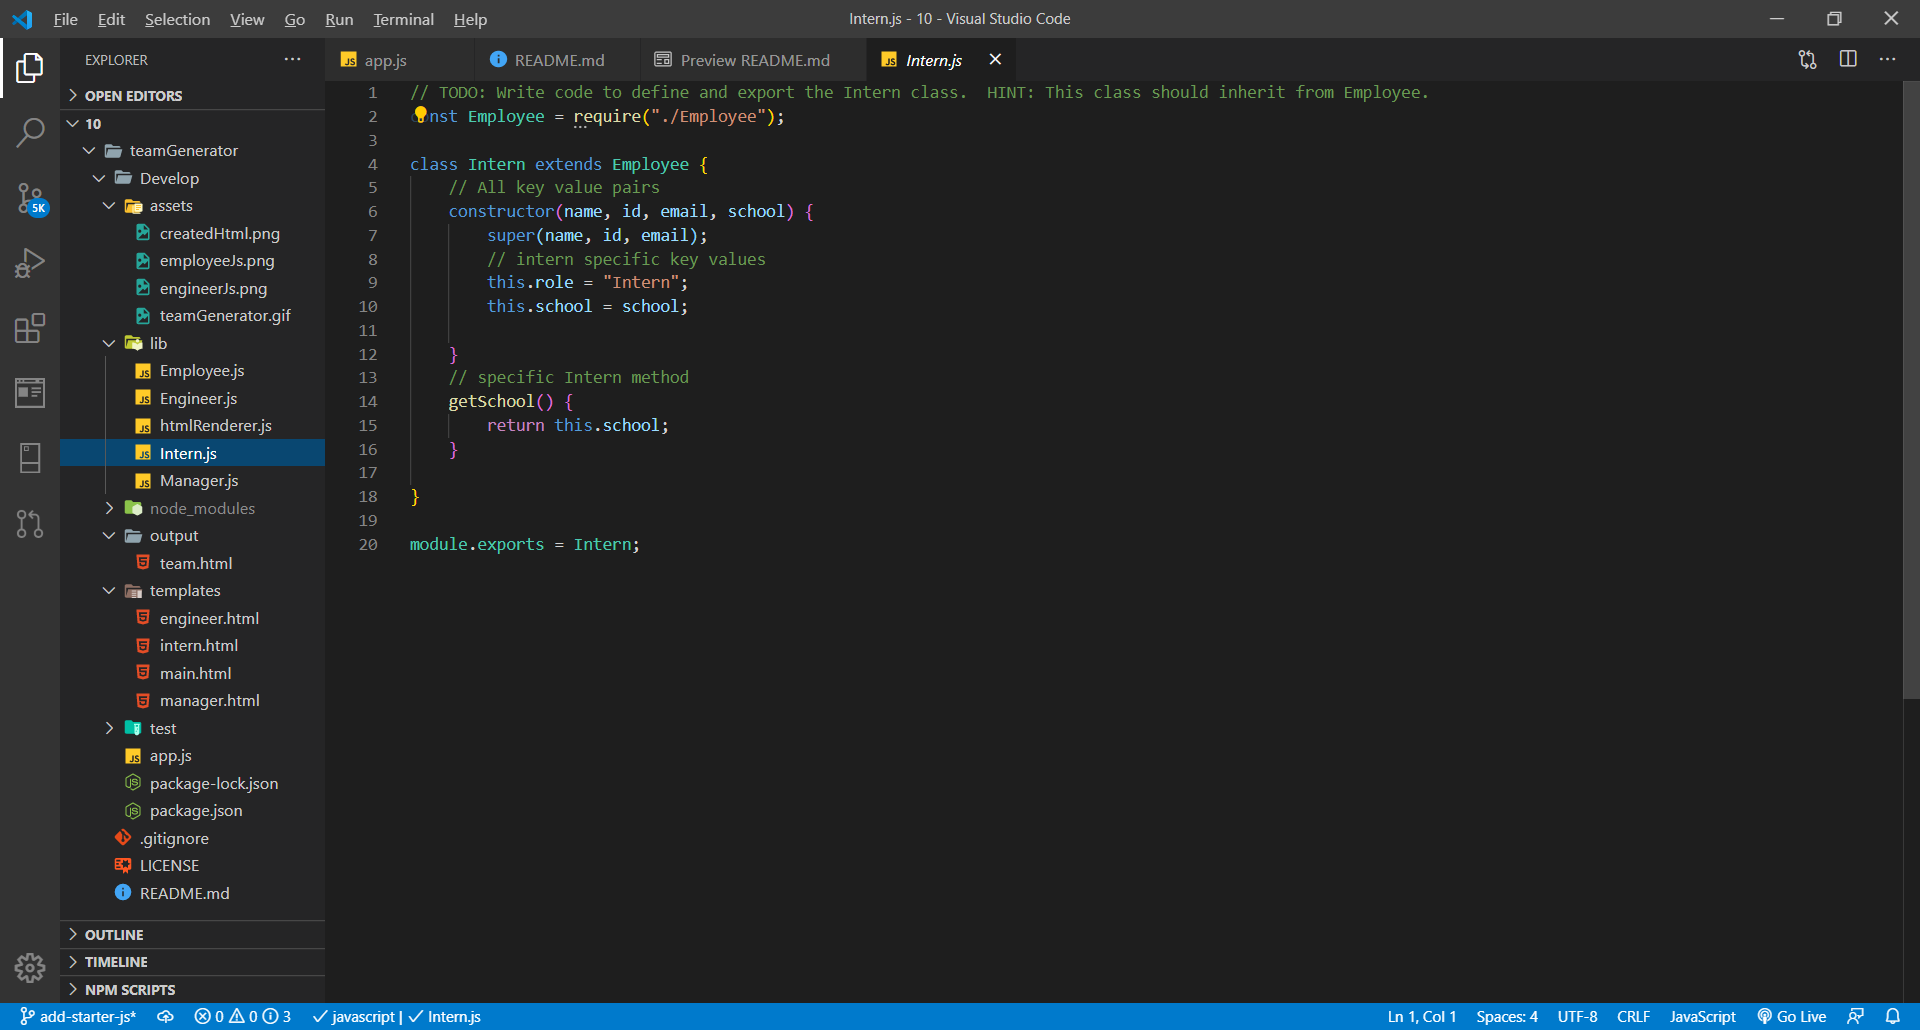 File Edit Selection View Go Run Terminal Help
Intern.js - 10 - Visual Studio Code
EXPLORER
OPEN EDITORS
10
teamGenerator
Develop
assets
createdHtml.png
employeeJs.png
engineerJs.png
teamGenerator.gif
lib
Employee.js
Engineer.js
htmlRenderer.js
Intern.js
Manager.js
node_modules
output
team.html
templates
engineer.html
intern.html
main.html
manager.html
test
app.js
package-lock.json
package.json
.gitignore
LICENSE
README.md
OUTLINE
TIMELINE
NPM SCRIPTS
5K
app.js README.md Preview README.md Intern.js
1 // TODO: Write code to define and export the Intern class.  HINT: This class should inherit from Employee.
2 nst Employee = require("./Employee");
3
4 class Intern extends Employee {
5 // All key value pairs
6 constructor(name, id, email, school) {
7 super(name, id, email);
8 // intern specific key values
9 this.role = "Intern";
10 this.school = school;
11
12 }
13 // specific Intern method
14 getSchool() {
15 return this.school;
16 }
17
18 }
19
20 module.exports = Intern;
add-starter-js* 0 0 3 javascript | Intern.js Ln 1, Col 1 Spaces: 4 UTF-8 CRLF JavaScript Go Live